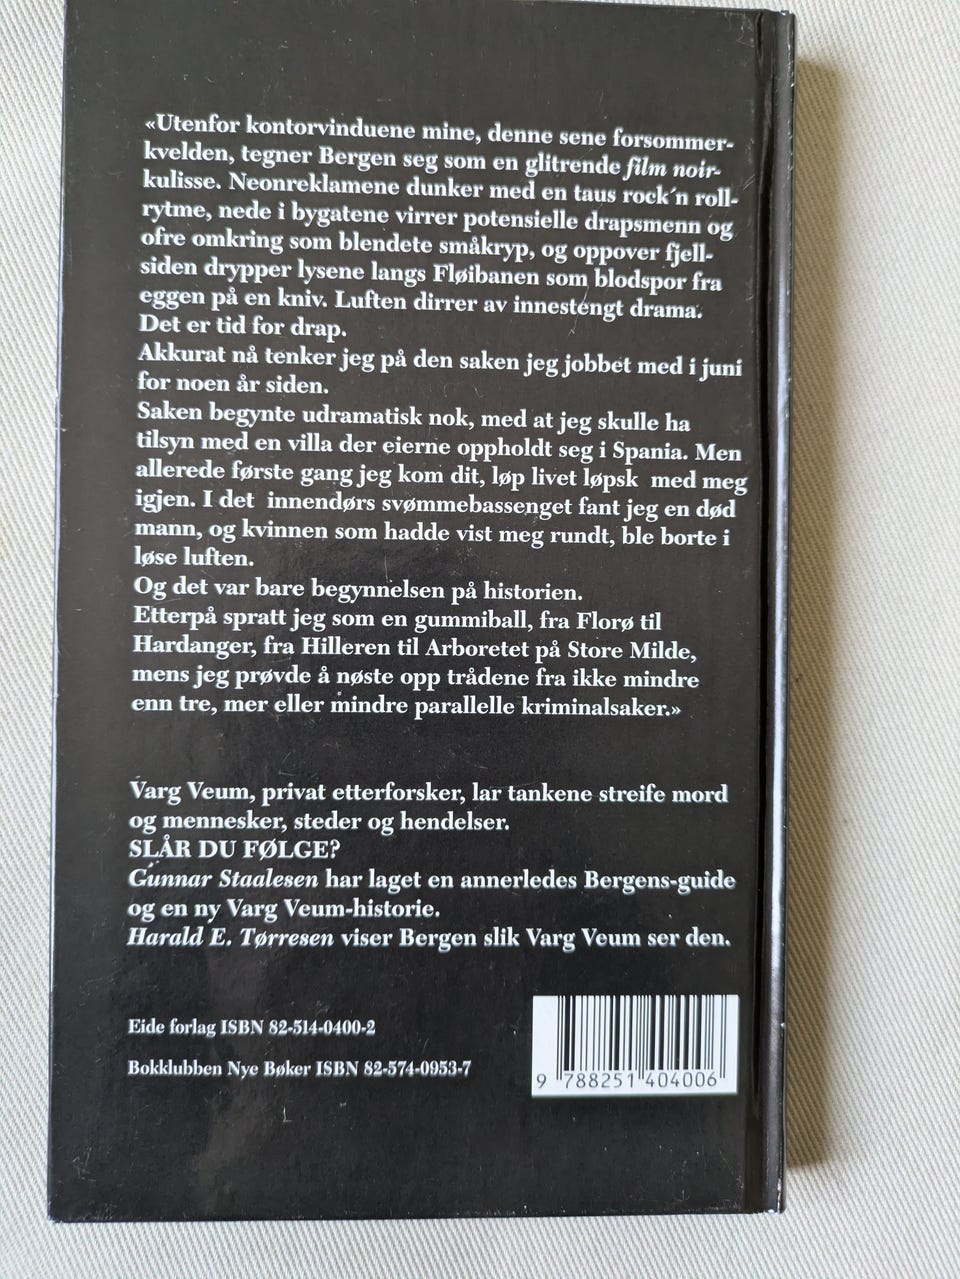 «Utenfor kontorvinduene mine, denne sene forsommer-
kvelden, tegner Bergen seg som en glitrende film noir-
kulisse. Neonreklamene dunker med en taus rock´n roll-
rytme, nede i bygatene virrer potensielle drapsmenn og
ofre omkring som blendete småkryp, og oppover fjell-
siden drypper lysene langs Fløibanen som blodspor fra
eggen på en kniv. Luften dirrer av innestengt drama.
Det er tid for drap.
Akkurat nå tenker jeg på den saken jeg jobbet med i juni
for noen år siden.
Saken begynte udramatisk nok, med at jeg skulle ha
tilsyn med en villa der eierne oppholdt seg i Spania. Men
allerede første gang jeg kom dit, løp livet løpsk med meg
igjen. I det innendørs svømmebassenget fant jeg en død
mann, og kvinnen som hadde vist meg rundt, ble borte i
løse luften.
Og det var bare begynnelsen på historien.
Etterpå spratt jeg som en gummiball, fra Florø til
Hardanger, fra Hilleren til Arboretet på Store Milde,
mens jeg prøvde å nøste opp trådene fra ikke mindre
enn tre, mer eller mindre parallelle kriminalsaker.»
Varg Veum, privat etterforsker, lar tankene streife mord
og mennesker, steder og hendelser.
SLÅR DU FØLGE?
Gunnar Staalesen har laget en annerledes Bergens-guide
og en ny Varg Veum-historie.
Harald E. Tørresen viser Bergen slik Varg Veum ser den.
Eide forlag ISBN 82-514-0400-2
Bokklubben Nye Bøker ISBN 82-574-0953-7
9 788251 404006